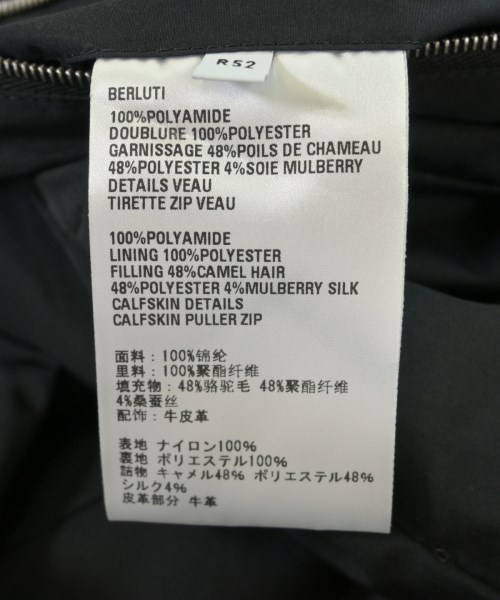 R52
BERLUTI
100%POLYAMIDE
DOUBLURE 100%POLYESTER
GARNISSAGE 48%POILS DE CHAMEAU
48%POLYESTER 4%SOIE MULBERRY
DETAILS VEAU
TIRETTE ZIP VEAU
100%POLYAMIDE
LINING 100%POLYESTER
FILLING 48%CAMEL HAIR
48%POLYESTER 4%MULBERRY SILK
CALFSKIN DETAILS
CALFSKIN PULLER ZIP
面料：100%锦纶
里料：100%聚酯纤维
填充物：48%骆驼毛 48%聚酯纤维
4%桑蚕丝
配饰：牛皮革
表地 ナイロン100%
裏地 ポリエステル100%
詰物 キャメル48% ポリエステル48%
シルク4%
皮革部分 牛革